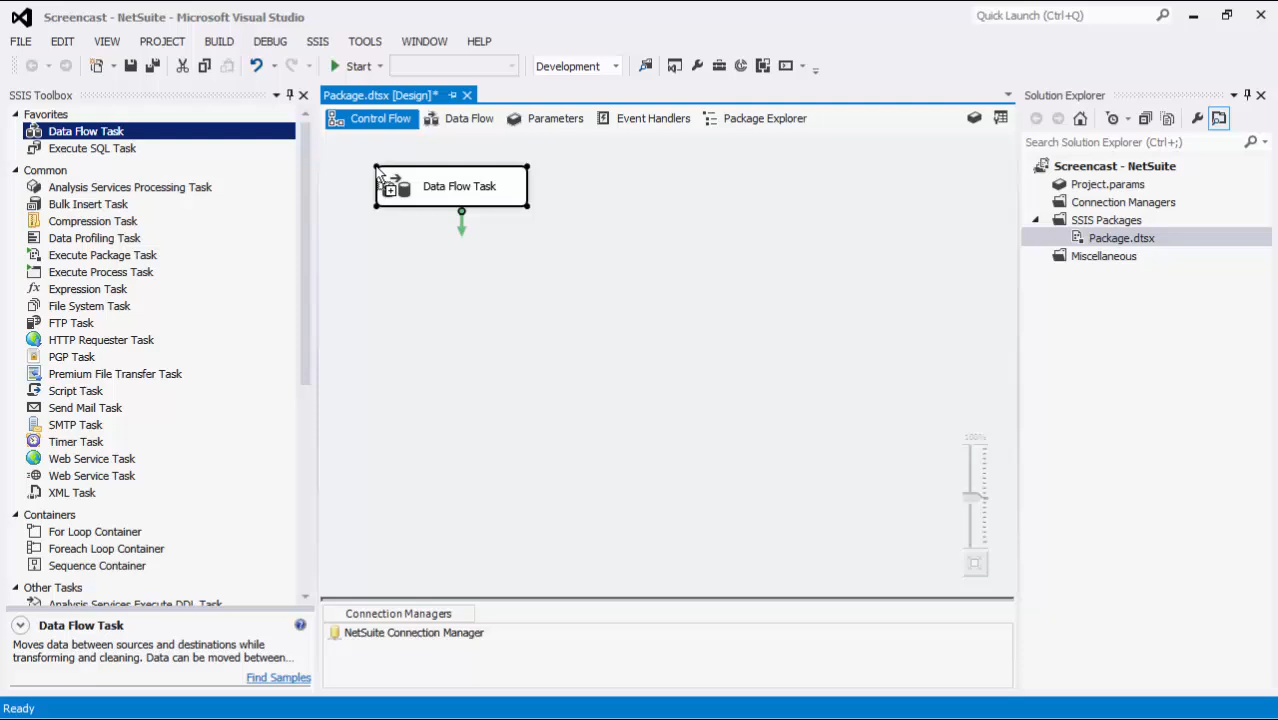 Screencast - NetSuite - Microsoft Visual Studio
Quick Launch (Ctrl+Q)
FILE EDIT VIEW PROJECT BUILD DEBUG SSIS TOOLS WINDOW HELP
Start
Development
SSIS Toolbox
Favorites
Data Flow Task
Execute SQL Task
Common
Analysis Services Processing Task
Bulk Insert Task
Compression Task
Data Profiling Task
Execute Package Task
Execute Process Task
Expression Task
File System Task
FTP Task
HTTP Requester Task
PGP Task
Premium File Transfer Task
Script Task
Send Mail Task
SMTP Task
Timer Task
Web Service Task
Web Service Task
XML Task
Containers
For Loop Container
Foreach Loop Container
Sequence Container
Other Tasks
Analysis Services Execute DDL Task
Data Flow Task
Moves data between sources and destinations while
transforming and cleaning. Data can be moved between...
Find Samples
Package.dtsx [Design]*
Control Flow Data Flow Parameters Event Handlers Package Explorer
Data Flow Task
100%
Connection Managers
NetSuite Connection Manager
Solution Explorer
Search Solution Explorer (Ctrl+;)
Screencast - NetSuite
Project.params
Connection Managers
SSIS Packages
Package.dtsx
Miscellaneous
Ready